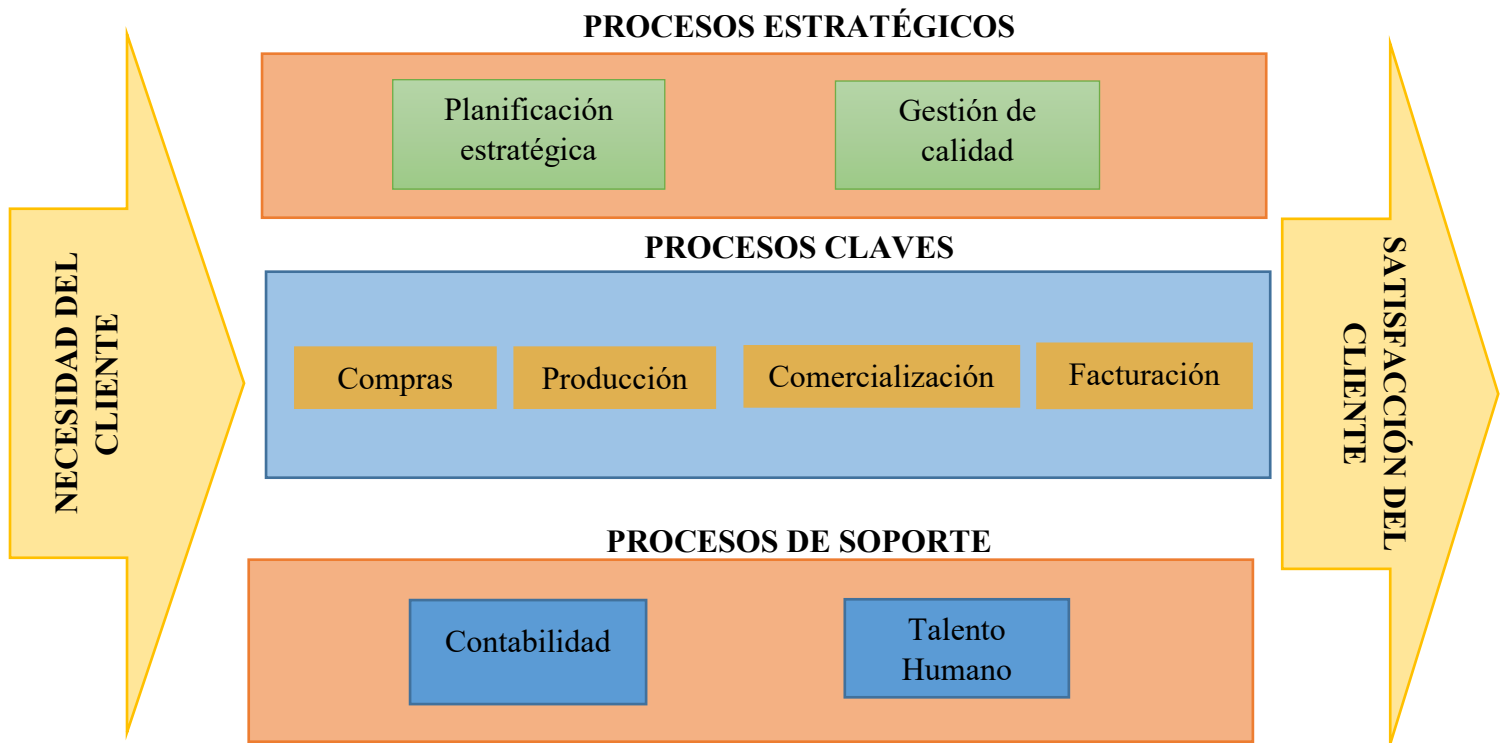 PROCESOS ESTRATÉGICOS
Planificación
estratégica
Gestión de
calidad
NECESIDAD DEL
CLIENTE
PROCESOS CLAVES
Compras
Producción
Comercialización
Facturación
SATISFACCIÓN DEL
CLIENTE
PROCESOS DE SOPORTE
Contabilidad
Talento
Humano